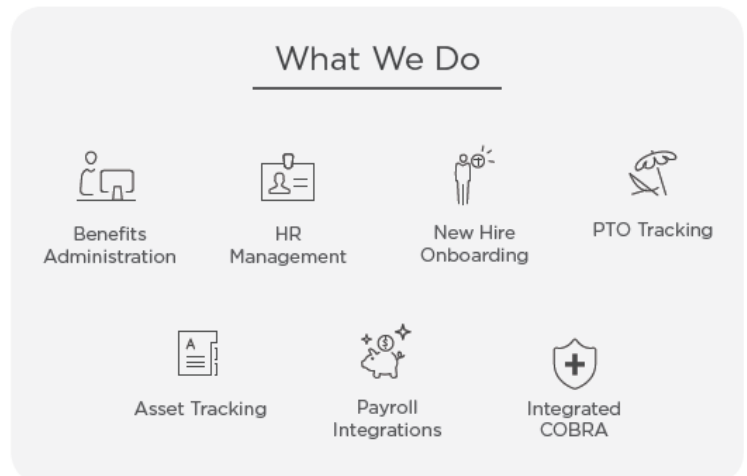 What We Do
Benefits
Administration
HR
Management
New Hire
Onboarding
PTO Tracking
A
$
Asset Tracking
Payroll
Integrations
Integrated
COBRA